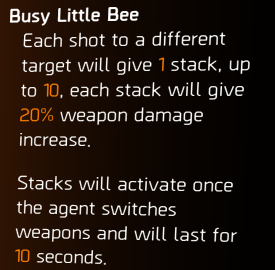 Busy Little Bee
Each shot to a different
target will give 1 stack, up
to 10, each stack will give
20% weapon damage
increase.

Stacks will activate once
the agent switches
weapons and will last for
10 seconds.